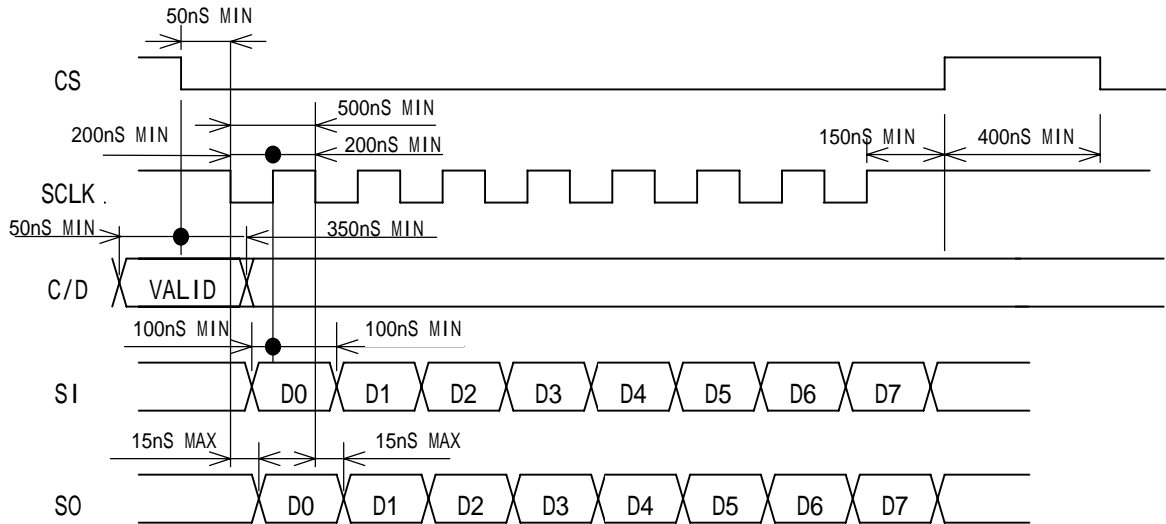 50nS MIN
CS
500nS MIN
200nS MIN
200nS MIN
150nS MIN
400nS MIN
SCLK .
50nS MIN
350nS MIN
C/D
VALID
100nS MIN
100nS MIN
SI
D0 D1 D2 D3 D4 D5 D6 D7
15nS MAX
15nS MAX
SO
D0 D1 D2 D3 D4 D5 D6 D7